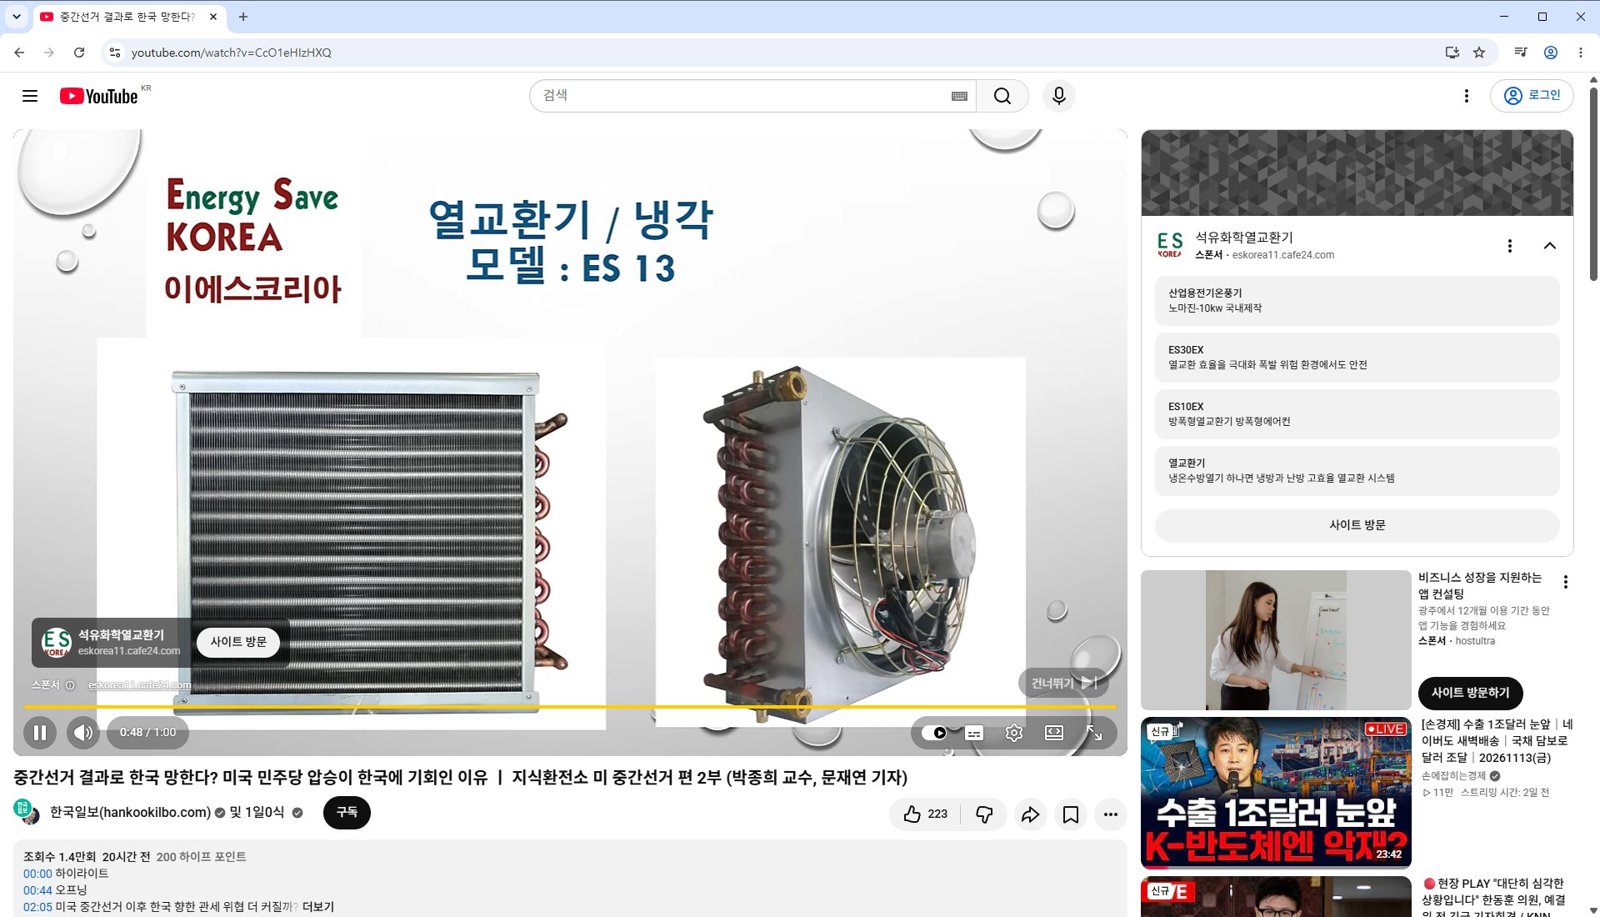 중간선거 결과로 한국 망한다?
youtube.com/watch?v=CcO1eHIzHXQ
YouTube KR
검색
로그인
Energy Save
KOREA
이에스코리아
열교환기 / 냉각
모델 : ES 13
ES
KOREA
석유화학열교환기
eskorea11.cafe24.com
사이트 방문
스폰서
eskorea11.cafe24.com
건너뛰기
0:48 / 1:00
중간선거 결과로 한국 망한다? 미국 민주당 압승이 한국에 기회인 이유 ㅣ 지식환전소 미 중간선거 편 2부 (박종희 교수, 문재연 기자)
한국일보(hankookilbo.com) 및 1일0식
구독
223
조회수 1.4만회 20시간 전 200 하이프 포인트
00:00 하이라이트
00:44 오프닝
02:05 미국 중간선거 이후 한국 향한 관세 위협 더 커질까? 더보기
ES
KOREA
석유화학열교환기
스폰서 · eskorea11.cafe24.com
산업용전기온풍기
노마진-10kw 국내제작
ES30EX
열교환 효율을 극대화 폭발 위험 환경에서도 안전
ES10EX
방폭형열교환기 방폭형에어컨
열교환기
냉온수방열기 하나면 냉방과 난방 고효율 열교환 시스템
사이트 방문
비즈니스 성장을 지원하는
앱 컨설팅
광주에서 12개월 이용 기간 동안
앱 기능을 경험하세요
스폰서 · hostultra
사이트 방문하기
신규
LIVE
수출 1조달러 눈앞
K-반도체엔 악재?
23:42
[손경제] 수출 1조달러 눈앞ㅣ네
이버도 새벽배송ㅣ국채 담보로
달러 조달ㅣ20261113(금)
손에잡히는경제
11만 스트리밍 시간: 2일 전
신규
현장 PLAY "대단히 심각한
상황입니다" 한동훈 의원, 예결